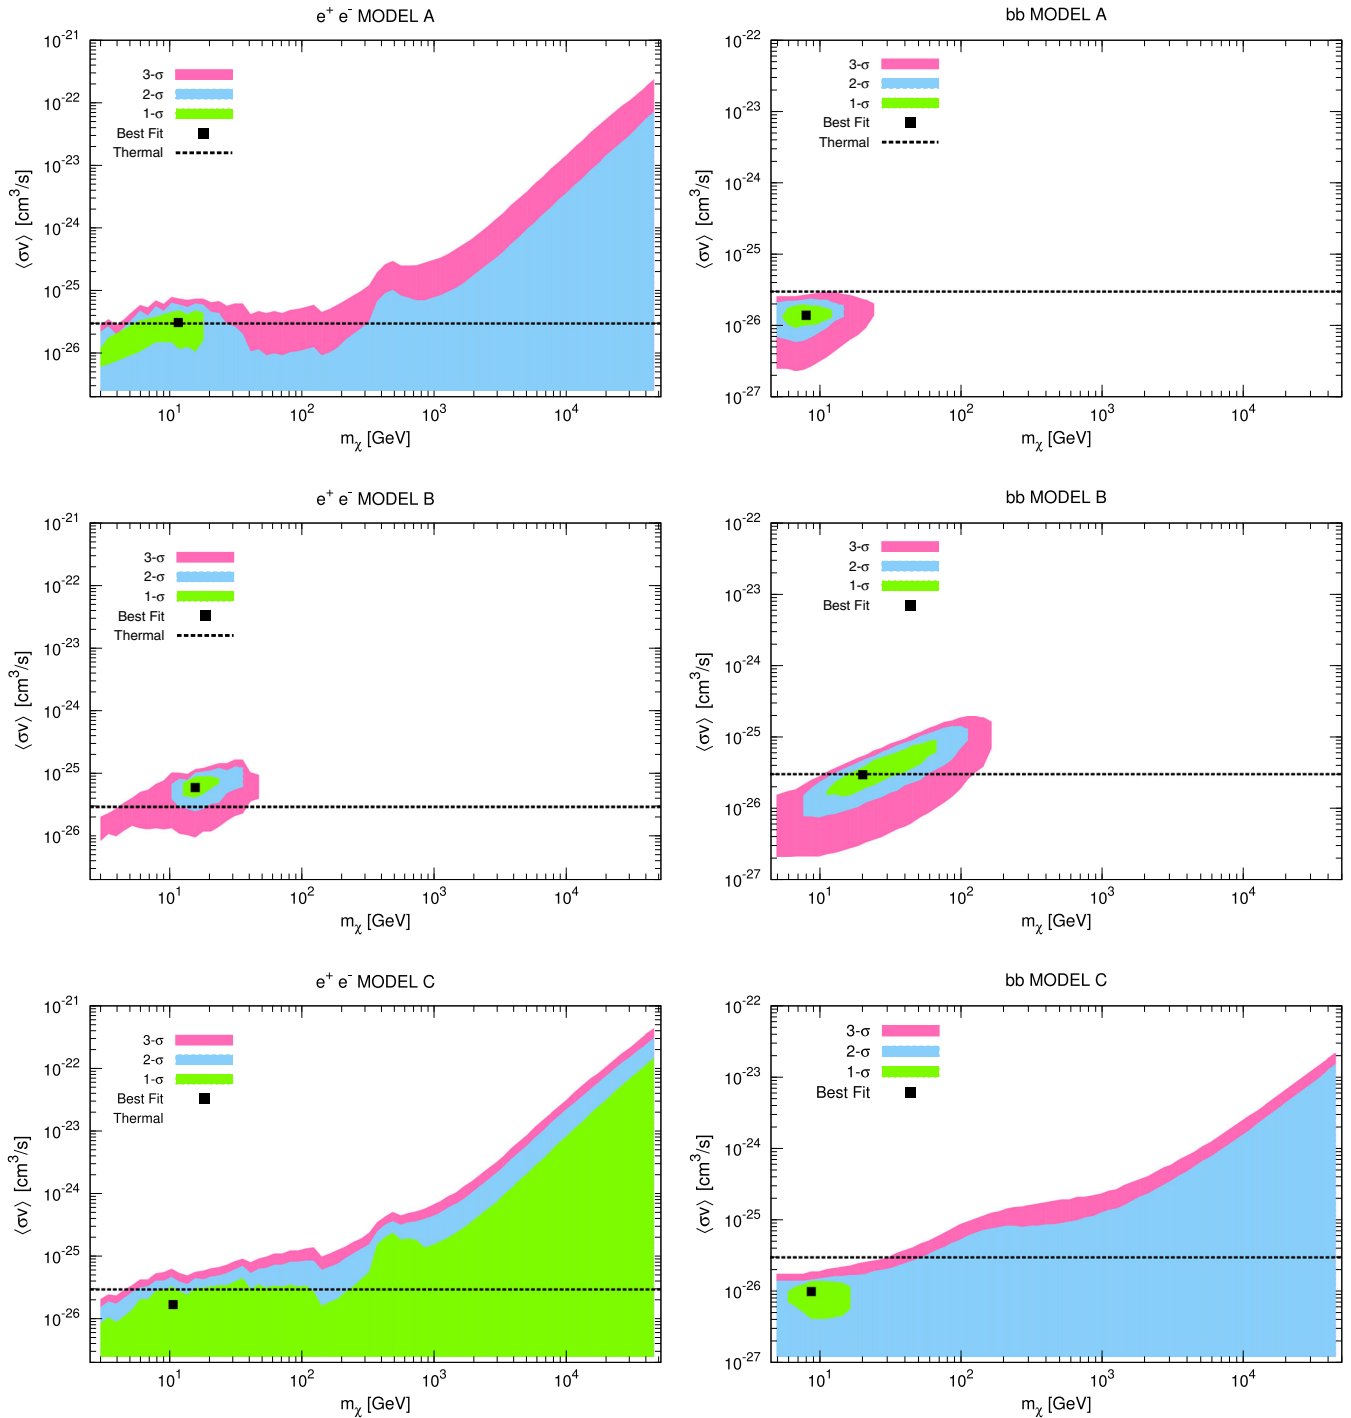 e⁺ e⁻ MODEL A
10⁻²¹
10⁻²²
10⁻²³
10⁻²⁴
10⁻²⁵
10⁻²⁶
⟨σv⟩ [cm³/s]
3-σ
2-σ
1-σ
Best Fit
Thermal
10¹ 10² 10³ 10⁴
mχ [GeV]
bb MODEL A
10⁻²²
10⁻²³
10⁻²⁴
10⁻²⁵
10⁻²⁶
10⁻²⁷
⟨σv⟩ [cm³/s]
3-σ
2-σ
1-σ
Best Fit
Thermal
10¹ 10² 10³ 10⁴
mχ [GeV]
e⁺ e⁻ MODEL B
10⁻²¹
10⁻²²
10⁻²³
10⁻²⁴
10⁻²⁵
10⁻²⁶
⟨σv⟩ [cm³/s]
3-σ
2-σ
1-σ
Best Fit
Thermal
10¹ 10² 10³ 10⁴
mχ [GeV]
bb MODEL B
10⁻²²
10⁻²³
10⁻²⁴
10⁻²⁵
10⁻²⁶
10⁻²⁷
⟨σv⟩ [cm³/s]
3-σ
2-σ
1-σ
Best Fit
10¹ 10² 10³ 10⁴
mχ [GeV]
e⁺ e⁻ MODEL C
10⁻²¹
10⁻²²
10⁻²³
10⁻²⁴
10⁻²⁵
10⁻²⁶
⟨σv⟩ [cm³/s]
3-σ
2-σ
1-σ
Best Fit
Thermal
10¹ 10² 10³ 10⁴
mχ [GeV]
bb MODEL C
10⁻²²
10⁻²³
10⁻²⁴
10⁻²⁵
10⁻²⁶
10⁻²⁷
⟨σv⟩ [cm³/s]
3-σ
2-σ
1-σ
Best Fit
10¹ 10² 10³ 10⁴
mχ [GeV]